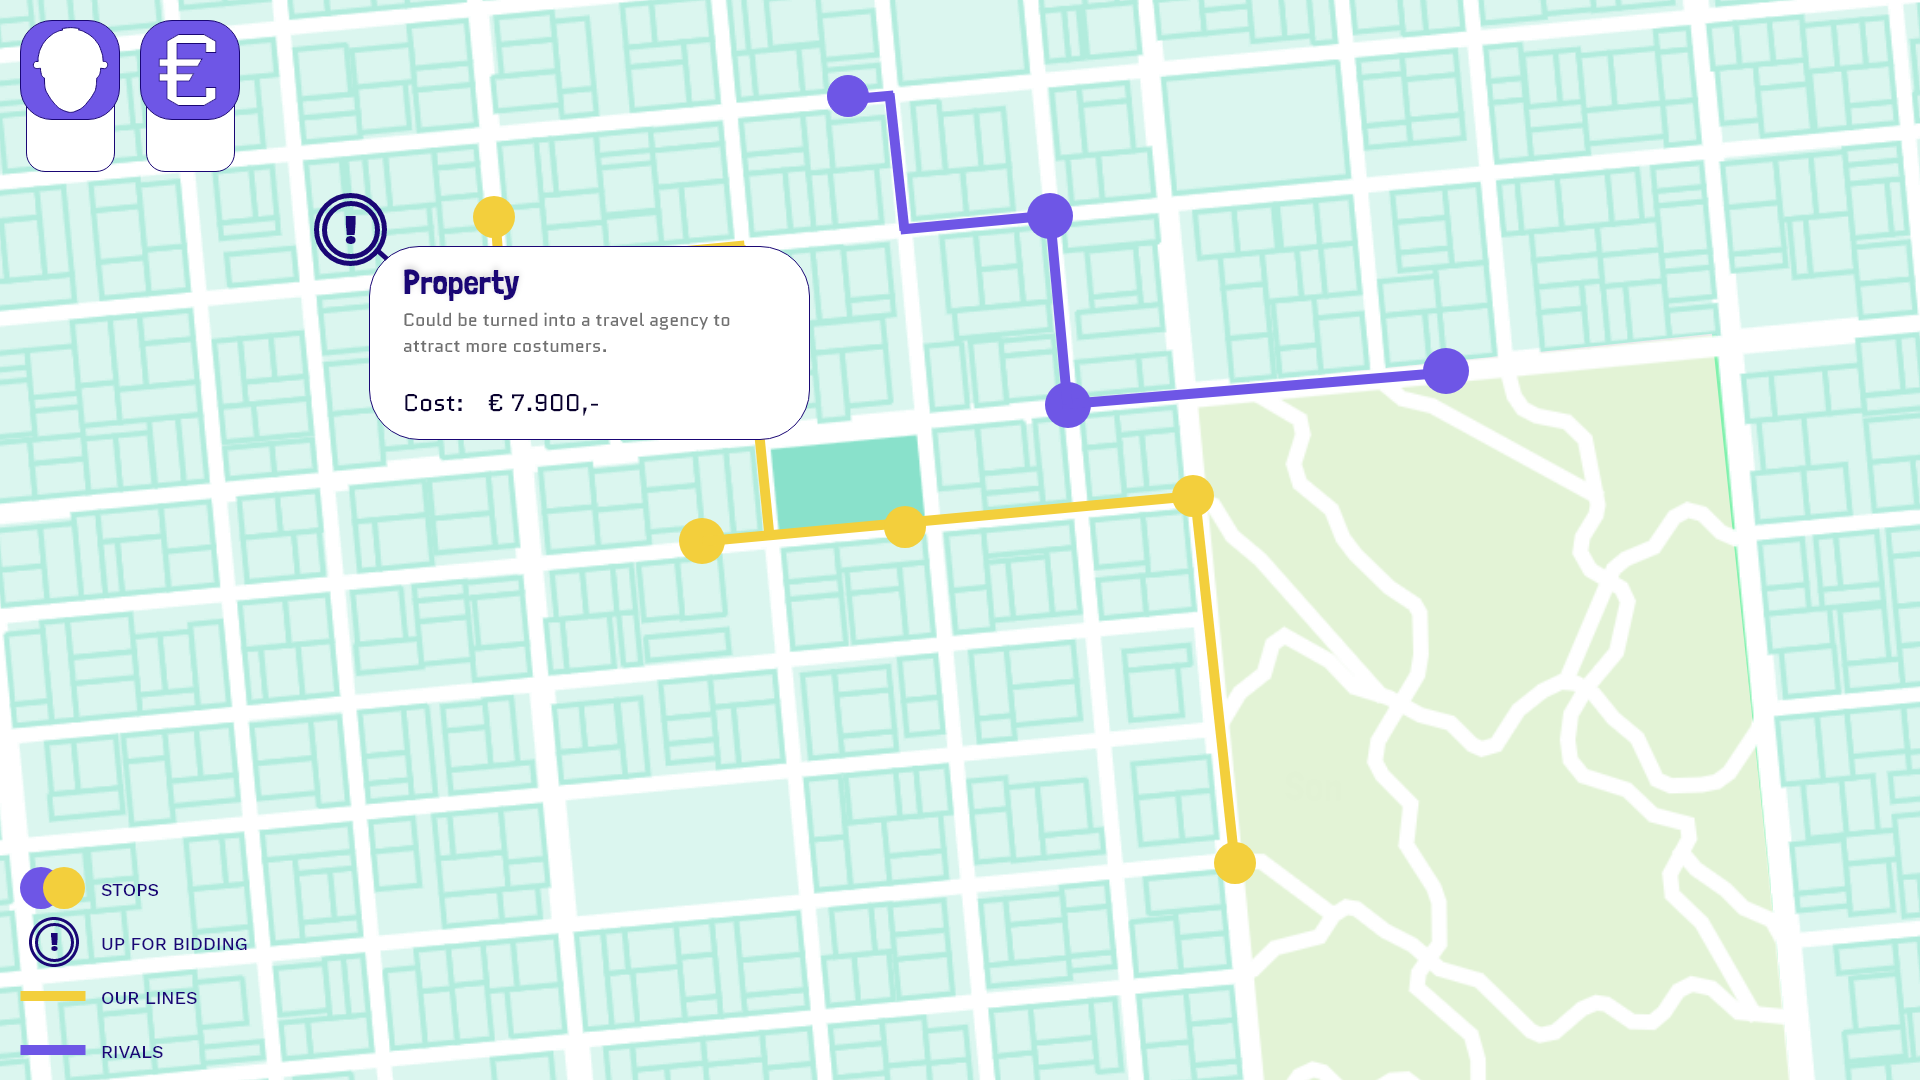 €
!
Property
Could be turned into a travel agency to
attract more costumers.
Cost: € 7.900,-
STOPS
! UP FOR BIDDING
OUR LINES
RIVALS